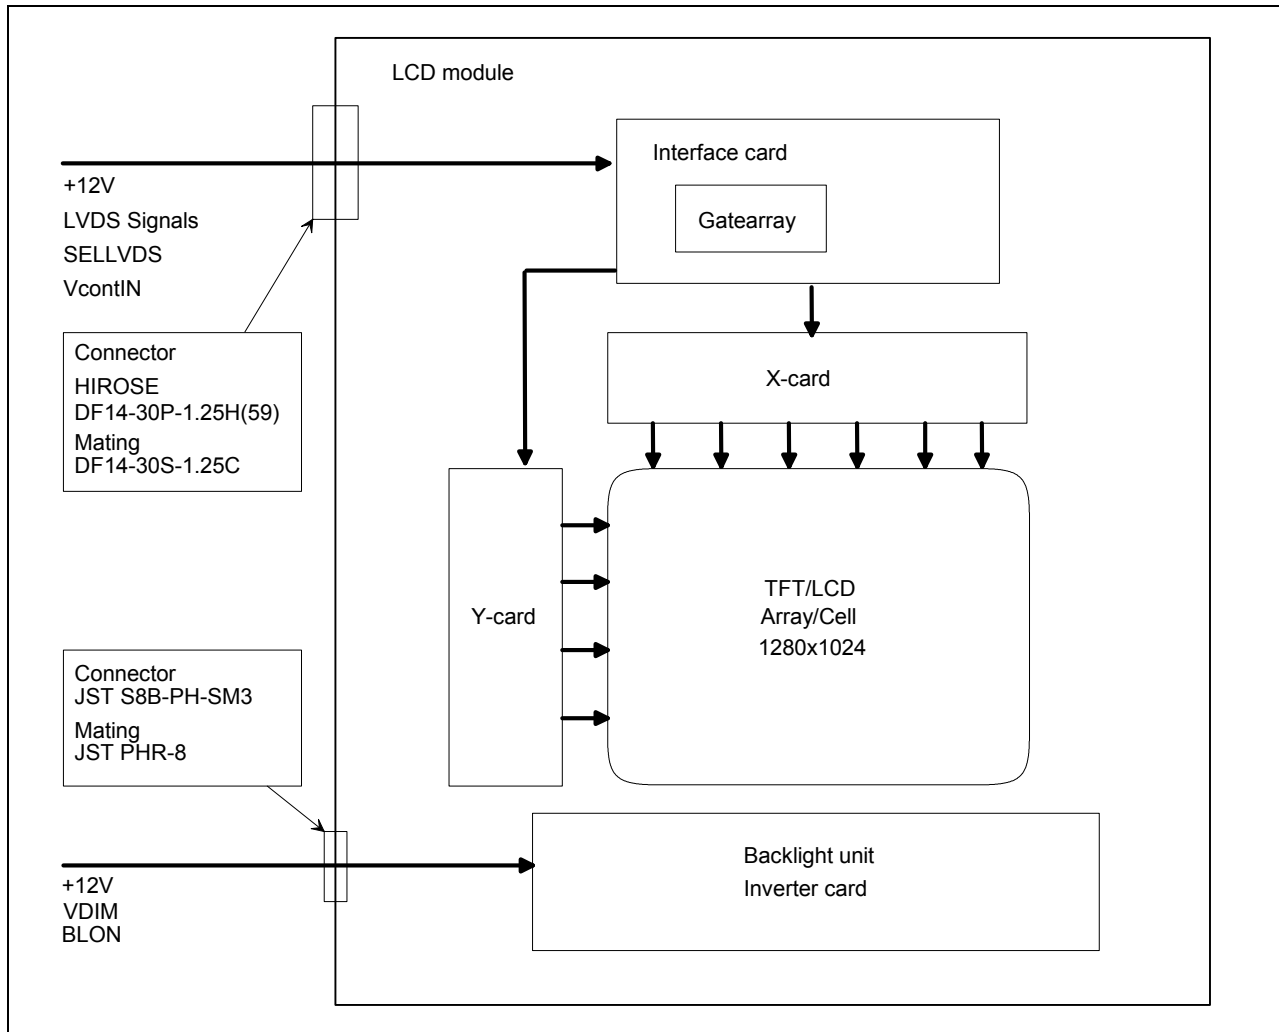 LCD module
Interface card
Gatearray
+12V
LVDS Signals
SELLVDS
VcontIN
Connector
HIROSE
DF14-30P-1.25H(59)
Mating
DF14-30S-1.25C
X-card
Y-card
TFT/LCD
Array/Cell
1280x1024
Connector
JST S8B-PH-SM3
Mating
JST PHR-8
Backlight unit
Inverter card
+12V
VDIM
BLON